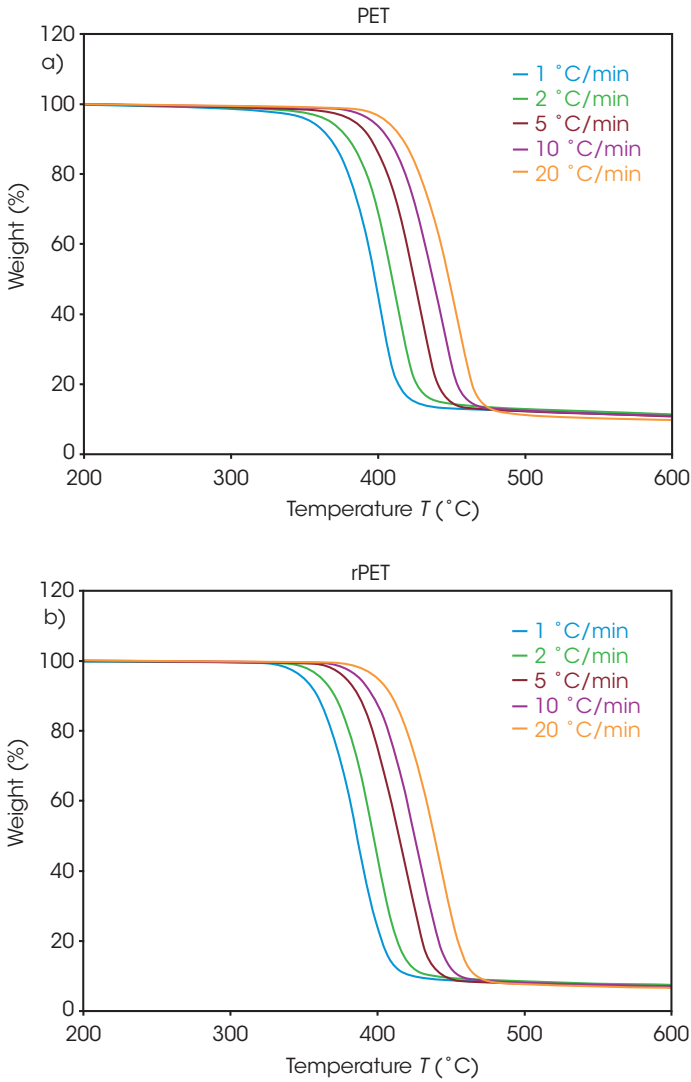 PET
120
a)
1 °C/min
2 °C/min
5 °C/min
10 °C/min
20 °C/min
100
80
60
40
20
0
Weight (%)
200 300 400 500 600
Temperature T (°C)
rPET
120
b)
1 °C/min
2 °C/min
5 °C/min
10 °C/min
20 °C/min
100
80
60
40
20
0
Weight (%)
200 300 400 500 600
Temperature T (°C)